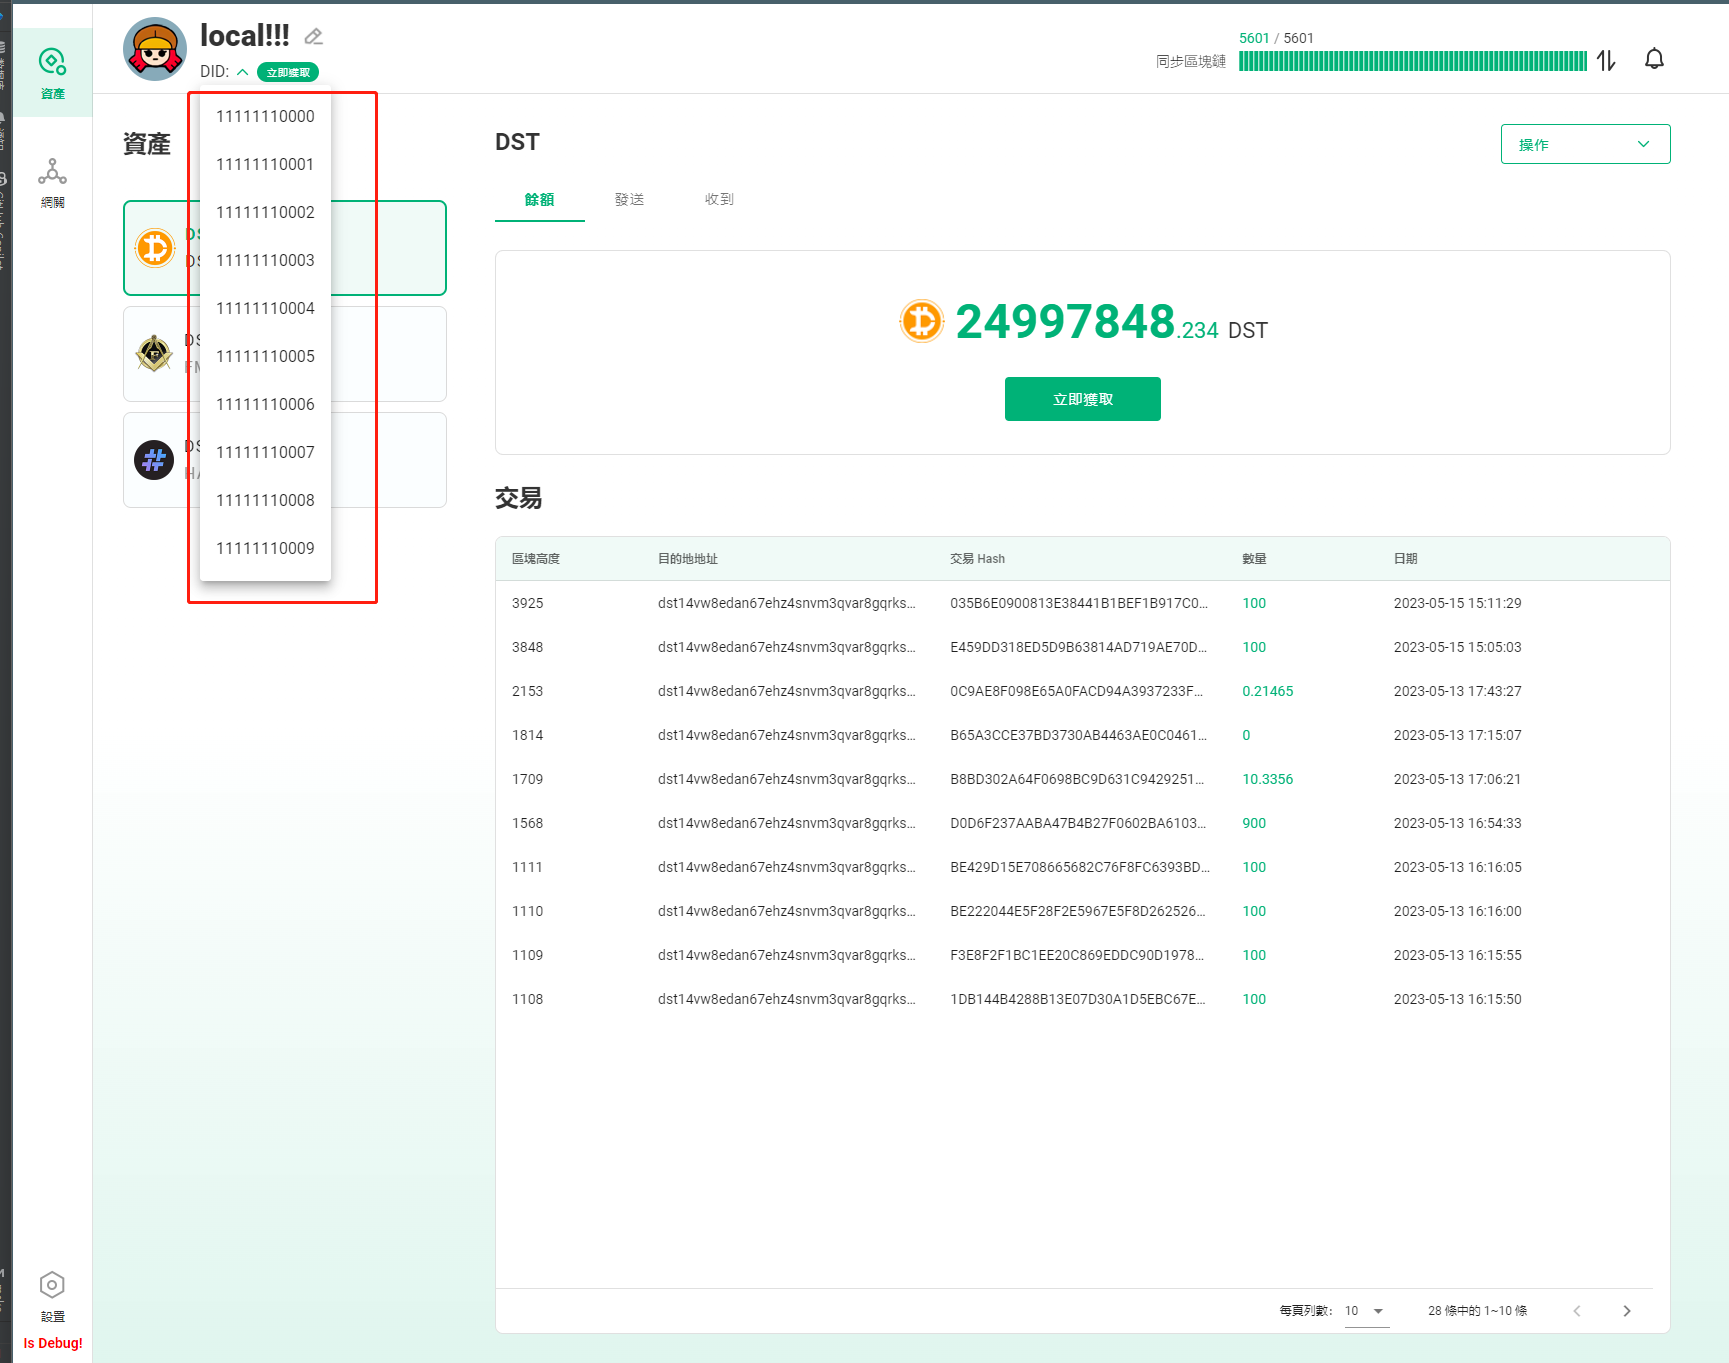 local!!!
DID:
立即獲取
5601 / 5601
同步區塊鏈
資產
網關
設置
Is Debug!
資產
11111110000
11111110001
11111110002
11111110003
11111110004
11111110005
11111110006
11111110007
11111110008
11111110009
DST
操作
餘額 發送 收到
24997848.234 DST
立即獲取
交易
區塊高度 目的地地址 交易 Hash 數量 日期
3925 dst14vw8edan67ehz4snvm3qvar8gqrks... 035B6E0900813E38441B1BEF1B917C0... 100 2023-05-15 15:11:29
3848 dst14vw8edan67ehz4snvm3qvar8gqrks... E459DD318ED5D9B63814AD719AE70D... 100 2023-05-15 15:05:03
2153 dst14vw8edan67ehz4snvm3qvar8gqrks... 0C9AE8F098E65A0FACD94A3937233F... 0.21465 2023-05-13 17:43:27
1814 dst14vw8edan67ehz4snvm3qvar8gqrks... B65A3CCE37BD3730AB4463AE0C0461... 0 2023-05-13 17:15:07
1709 dst14vw8edan67ehz4snvm3qvar8gqrks... B8BD302A64F0698BC9D631C9429251... 10.3356 2023-05-13 17:06:21
1568 dst14vw8edan67ehz4snvm3qvar8gqrks... D0D6F237AABA47B4B27F0602BA6103... 900 2023-05-13 16:54:33
1111 dst14vw8edan67ehz4snvm3qvar8gqrks... BE429D15E708665682C76F8FC6393BD... 100 2023-05-13 16:16:05
1110 dst14vw8edan67ehz4snvm3qvar8gqrks... BE222044E5F28F2E5967E5F8D262526... 100 2023-05-13 16:16:00
1109 dst14vw8edan67ehz4snvm3qvar8gqrks... F3E8F2F1BC1EE20C869EDDC90D1978... 100 2023-05-13 16:15:55
1108 dst14vw8edan67ehz4snvm3qvar8gqrks... 1DB144B4288B13E07D30A1D5EBC67E... 100 2023-05-13 16:15:50
每頁列數: 10 28 條中的 1~10 條